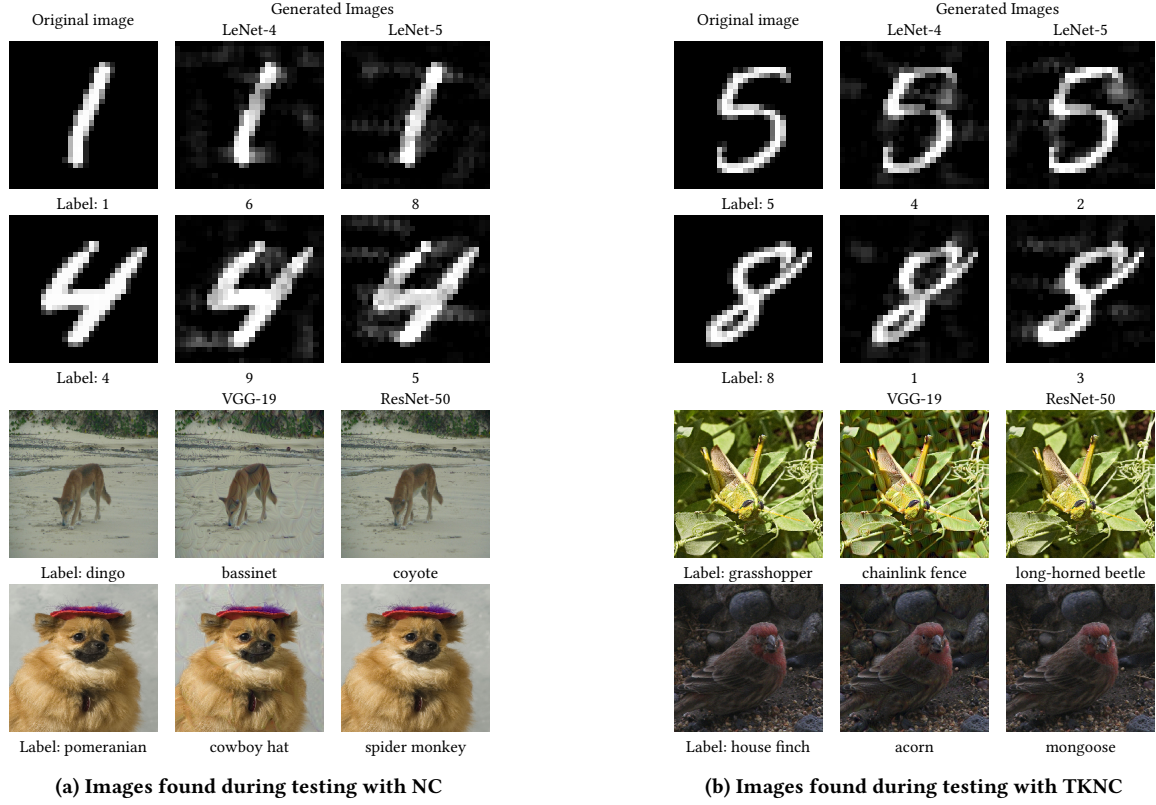 Generated Images
Original image
LeNet-4 LeNet-5
Label: 1 6 8
Label: 4 9 5
VGG-19 ResNet-50
Label: dingo bassinet coyote
Label: pomeranian cowboy hat spider monkey
(a) Images found during testing with NC
Generated Images
Original image
LeNet-4 LeNet-5
Label: 5 4 2
Label: 8 1 3
VGG-19 ResNet-50
Label: grasshopper chainlink fence long-horned beetle
Label: house finch acorn mongoose
(b) Images found during testing with TKNC